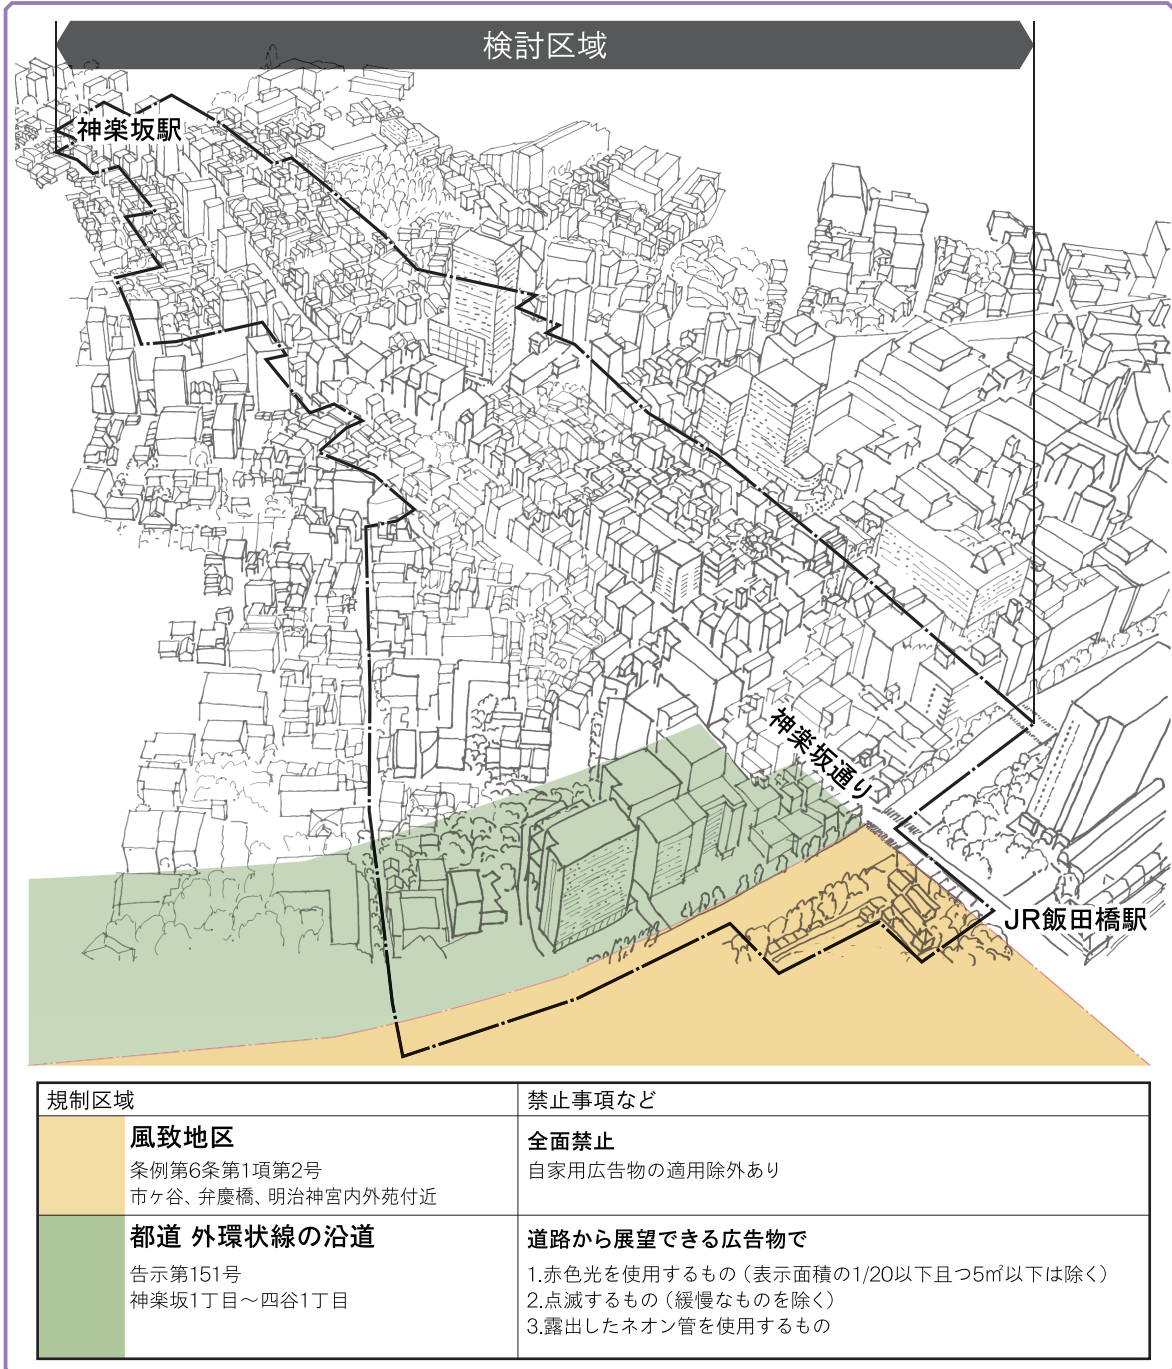 検討区域
神楽坂駅
神楽坂通り
JR飯田橋駅
規制区域
禁止事項など
風致地区
条例第6条第1項第2号
市ヶ谷、弁慶橋、明治神宮内外苑付近
全面禁止
自家用広告物の適用除外あり
都道 外環状線の沿道
告示第151号
神楽坂1丁目～四谷1丁目
道路から展望できる広告物で
1.赤色光を使用するもの（表示面積の1/20以下且つ5㎡以下は除く）
2.点滅するもの（緩慢なものを除く）
3.露出したネオン管を使用するもの